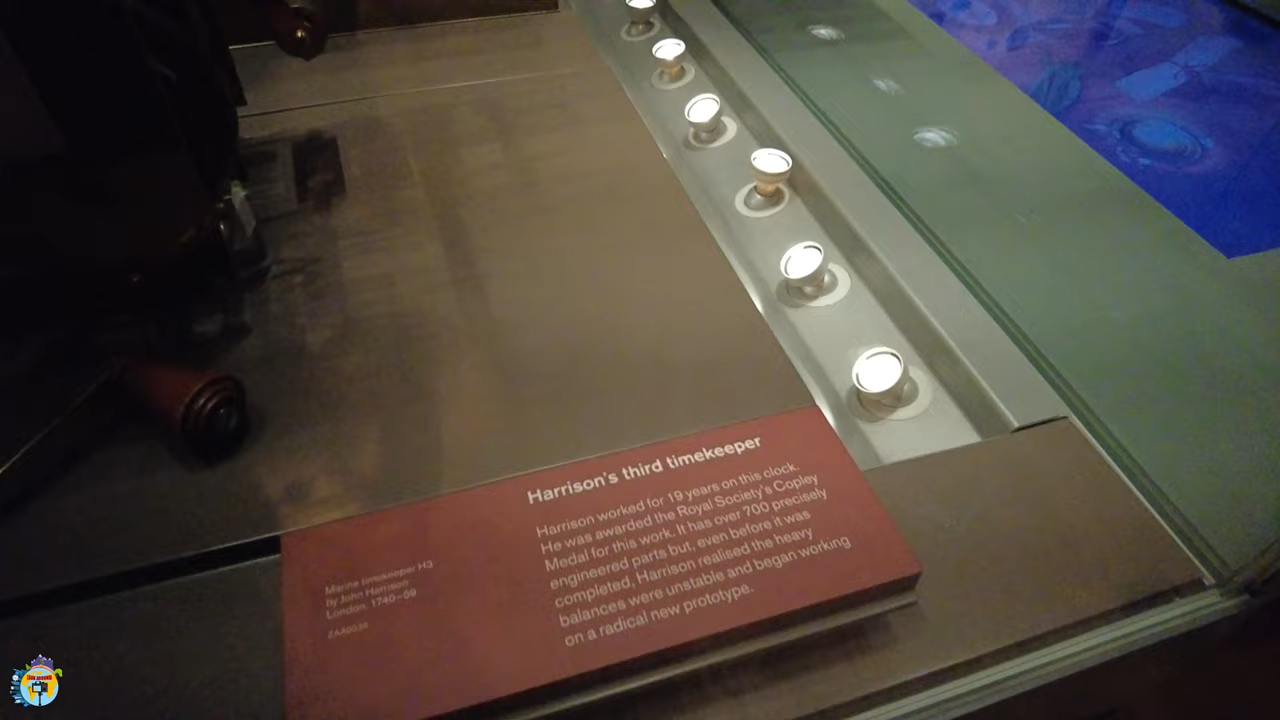 Harrison's third timekeeper
Harrison worked for 19 years on this clock.
He was awarded the Royal Society's Copley
Medal for this work. It has over 700 precisely
engineered parts but, even before it was
completed, Harrison realised the heavy
balances were unstable and began working
on a radical new prototype.
Marine timekeeper H3
by John Harrison
London, 1740–59